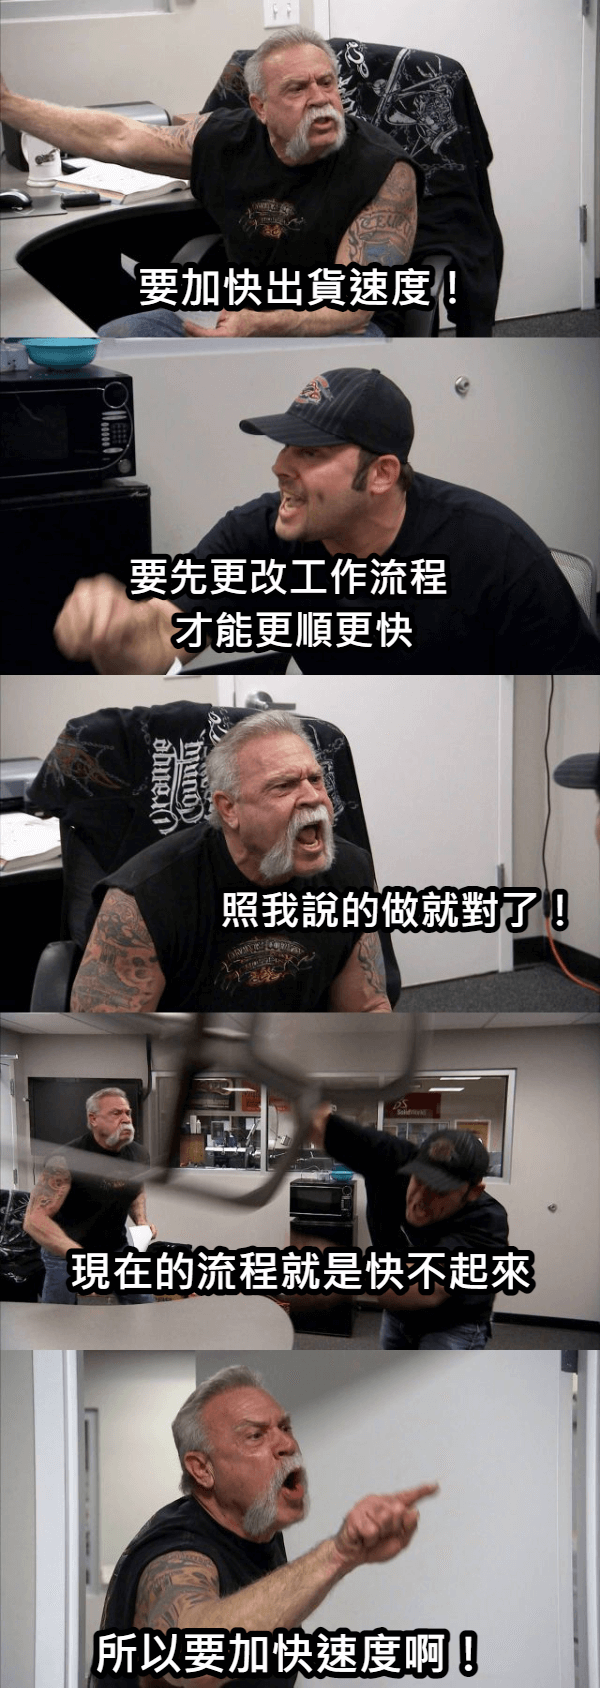 要加快出貨速度！
要先更改工作流程
才能更順更快
Orange
County
照我說的做就對了！
現在的流程就是快不起來
所以要加快速度啊！